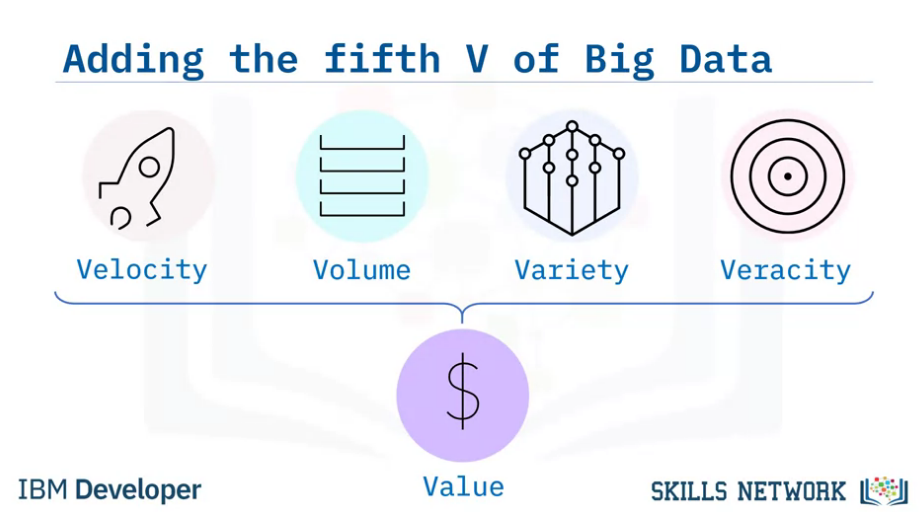 Adding the fifth V of Big Data
Velocity
Volume
Variety
Veracity
$
Value
IBM Developer
SKILLS NETWORK